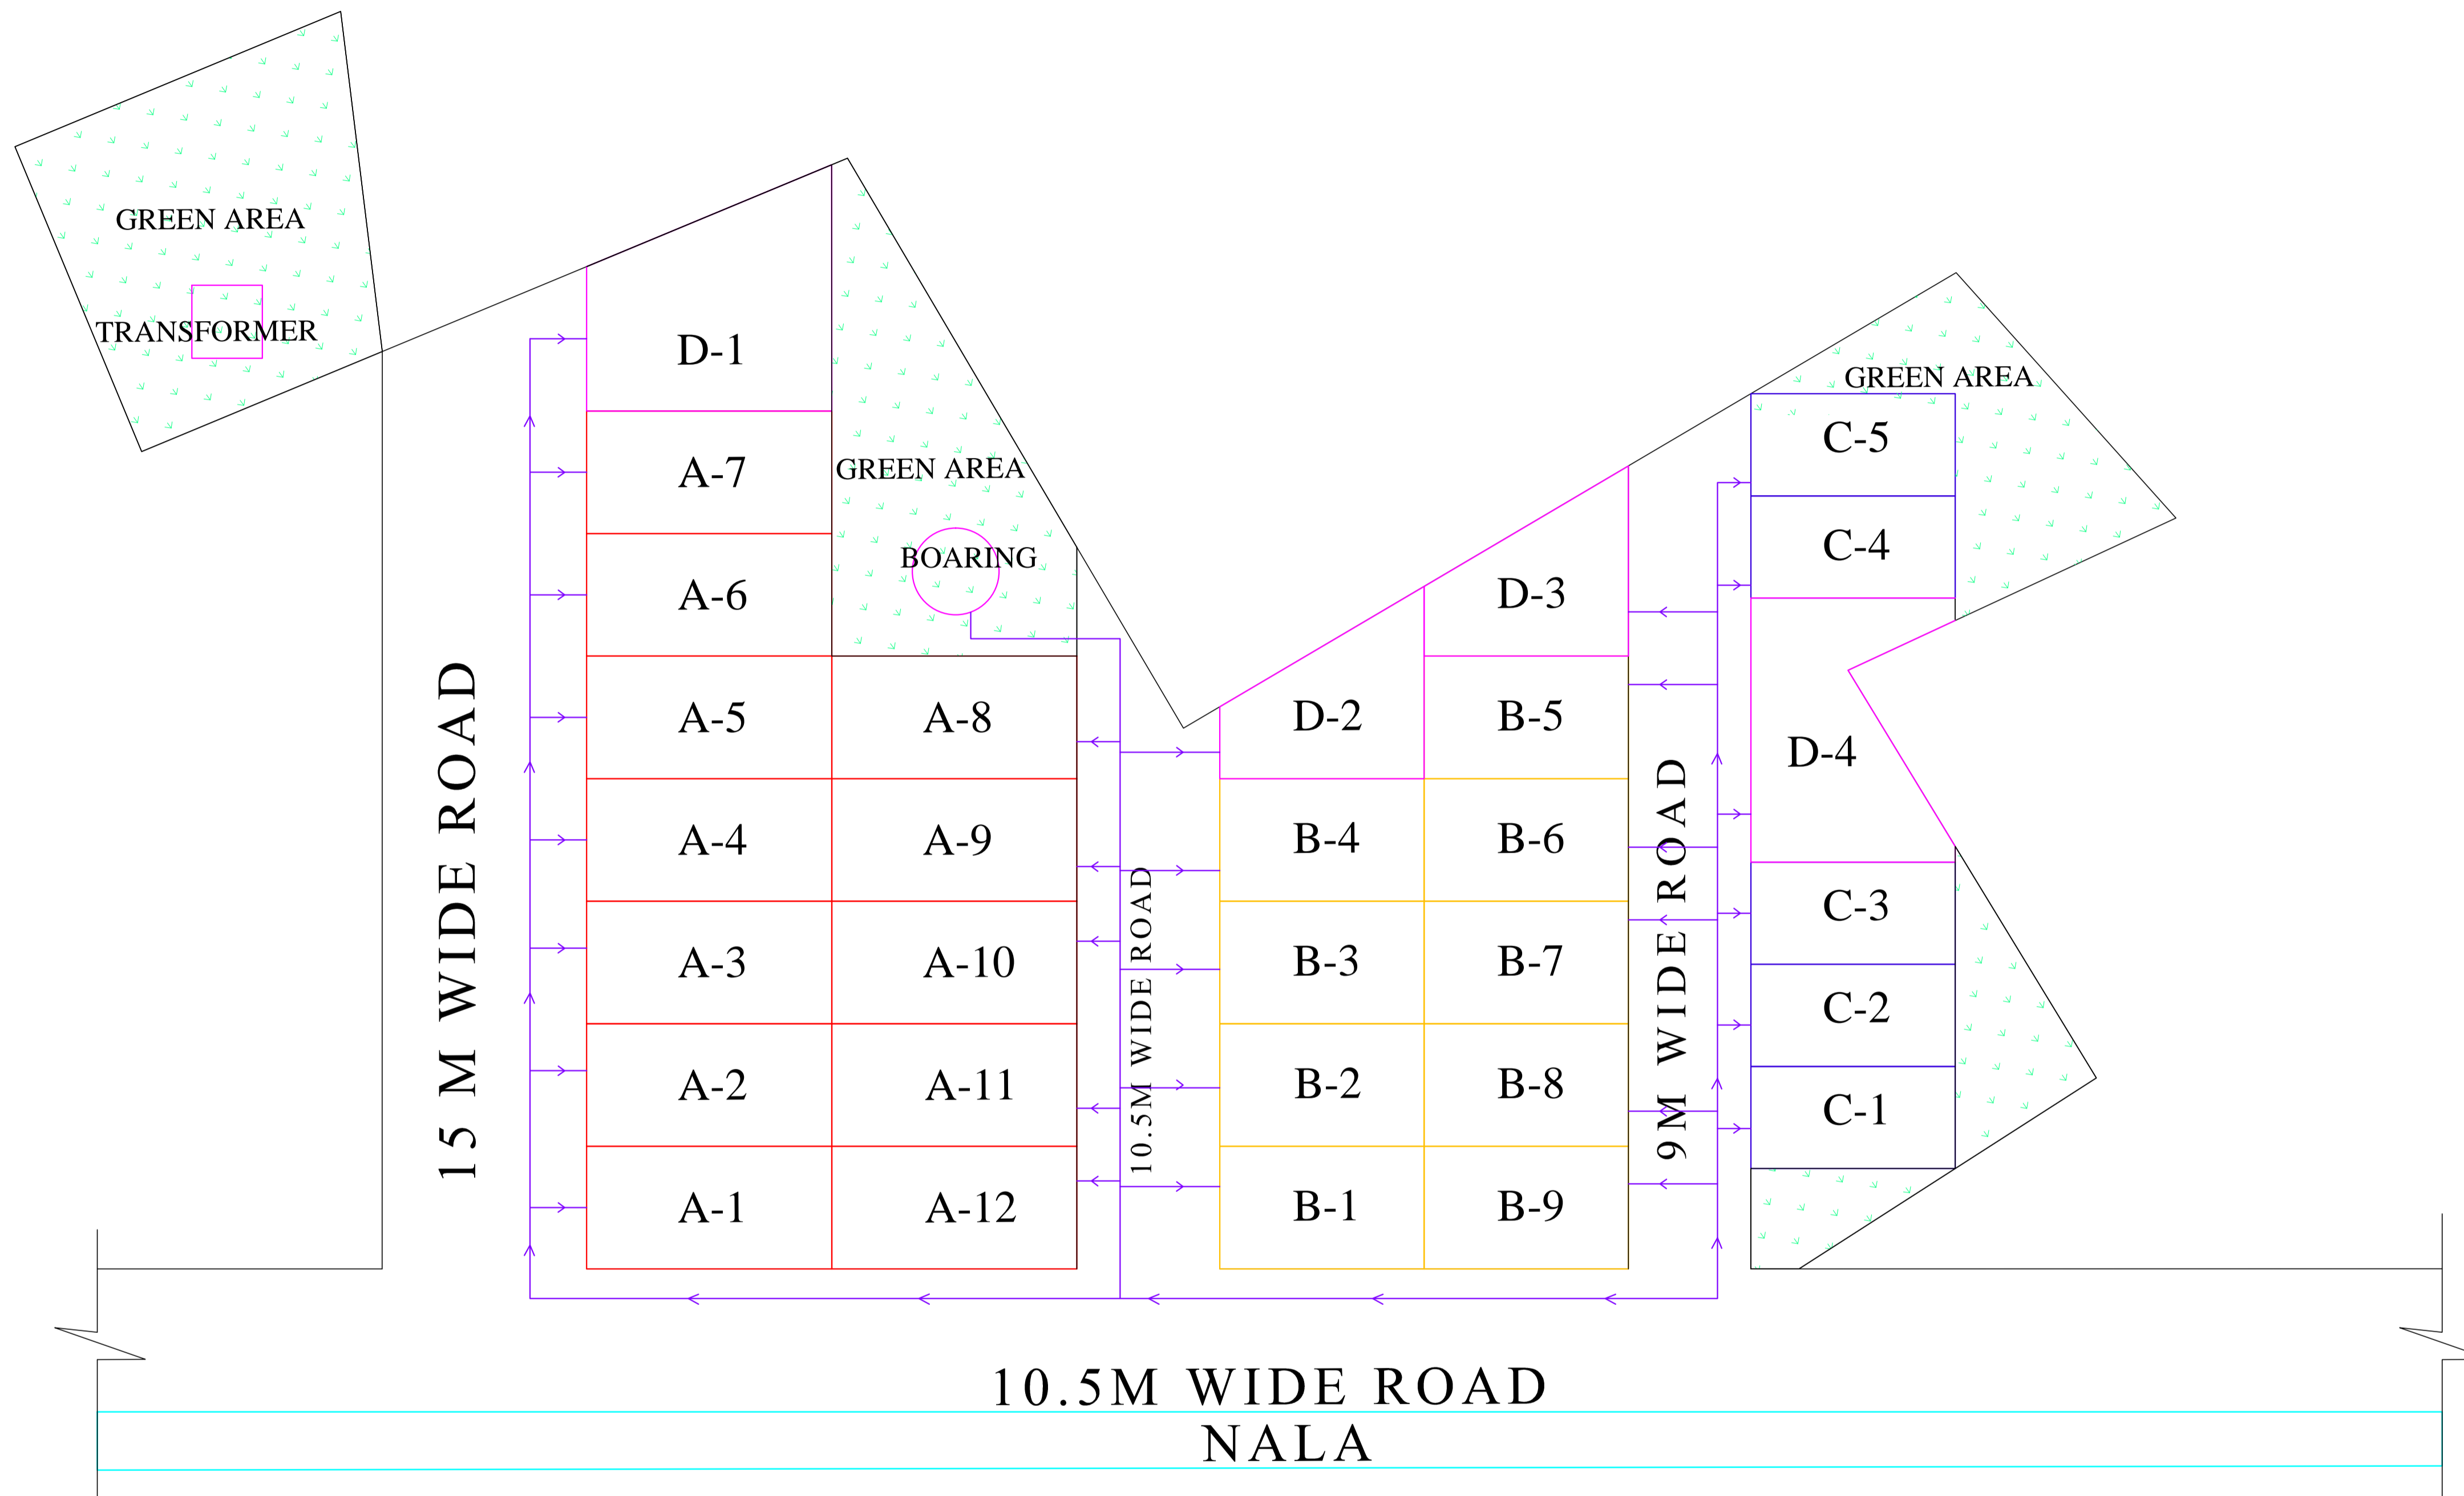 GREEN AREA
TRANSFORMER
15 M WIDE ROAD
D-1
A-7
A-6
A-5
A-4
A-3
A-2
A-1
GREEN AREA
BOARING
A-8
A-9
A-10
A-11
A-12
10.5M WIDE ROAD
D-2
B-4
B-3
B-2
B-1
D-3
B-5
B-6
B-7
B-8
B-9
9M WIDE ROAD
GREEN AREA
C-5
C-4
D-4
C-3
C-2
C-1
10.5M WIDE ROAD
NALA